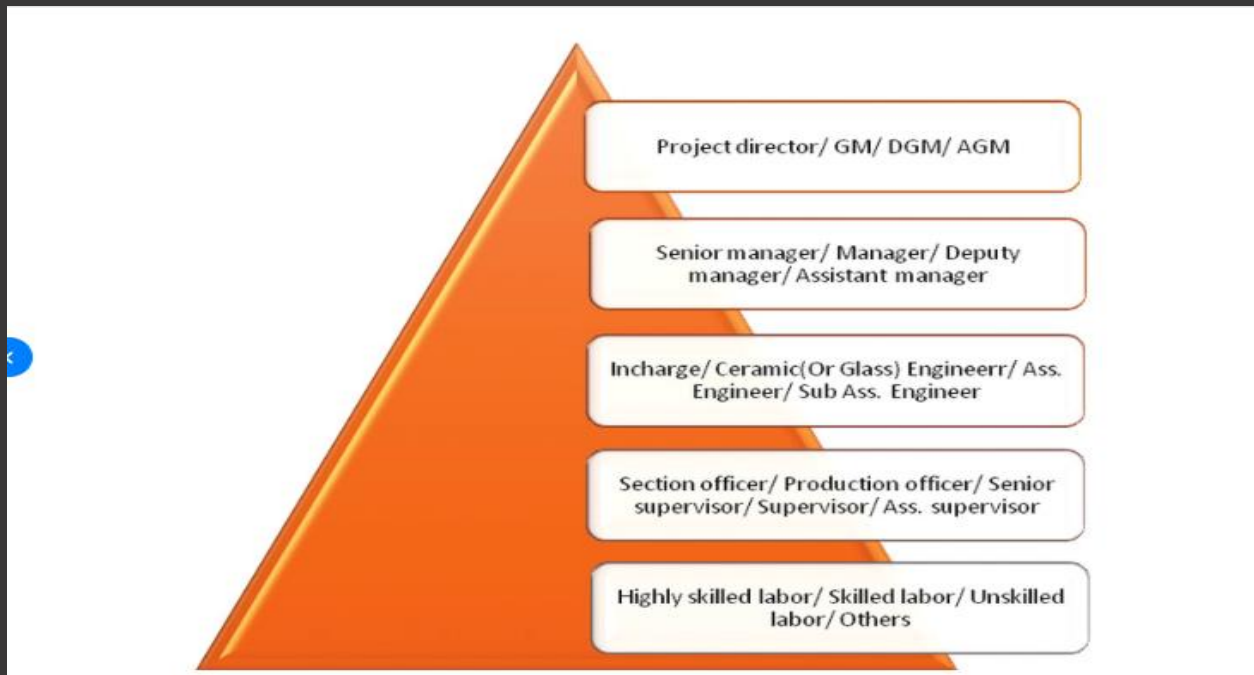 Project director/ GM/ DGM/ AGM
Senior manager/ Manager/ Deputy
manager/ Assistant manager
Incharge/ Ceramic(Or Glass) Engineerr/ Ass.
Engineer/ Sub Ass. Engineer
Section officer/ Production officer/ Senior
supervisor/ Supervisor/ Ass. supervisor
Highly skilled labor/ Skilled labor/ Unskilled
labor/ Others